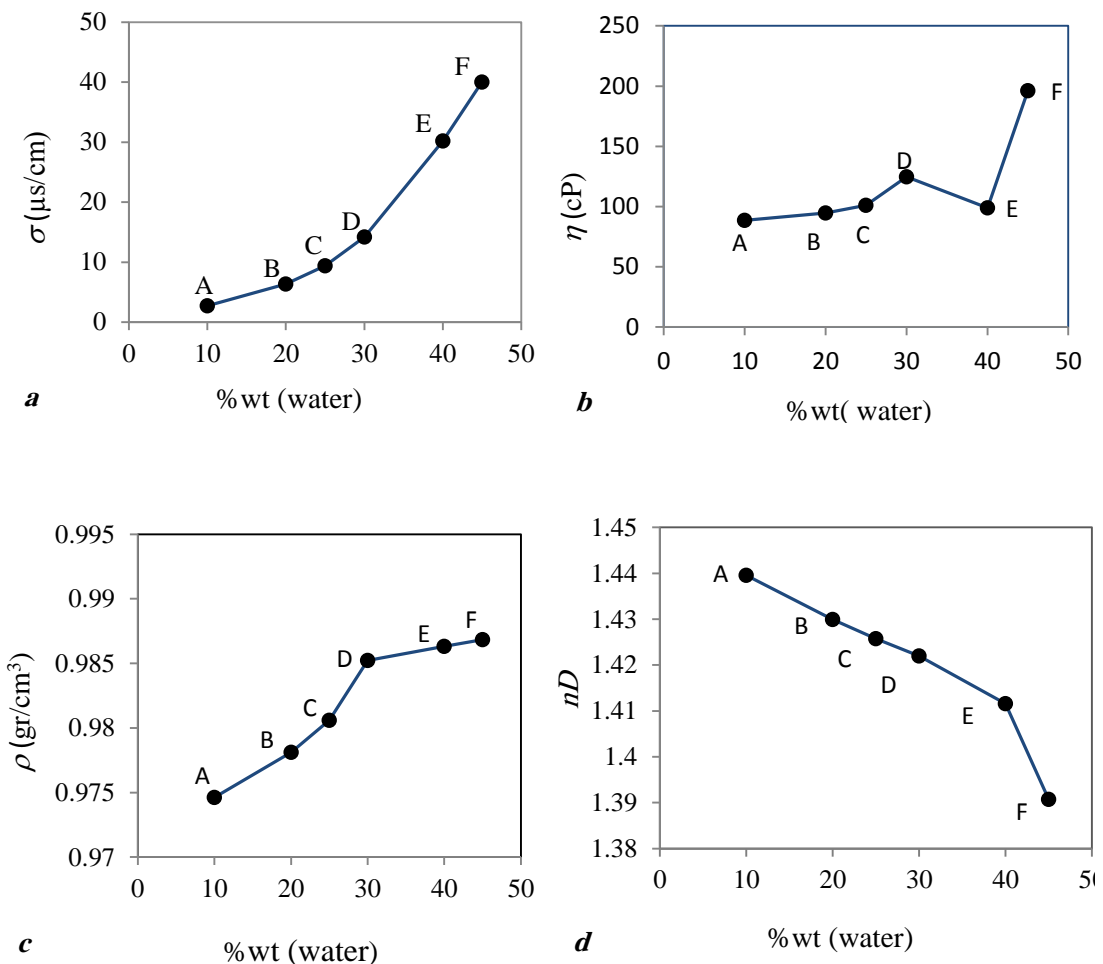 50
40
30
20
10
0
σ (µs/cm)
A
B
C
D
E
F
0 10 20 30 40 50
%wt (water)
a
250
200
150
100
50
0
η (cP)
A
B
C
D
E
F
0 10 20 30 40 50
%wt( water)
b
0.995
0.99
0.985
0.98
0.975
0.97
ρ (gr/cm³)
A
B
C
D
E
F
0 10 20 30 40 50
%wt (water)
c
1.45
1.44
1.43
1.42
1.41
1.4
1.39
1.38
nD
A
B
C
D
E
F
0 10 20 30 40 50
%wt (water)
d